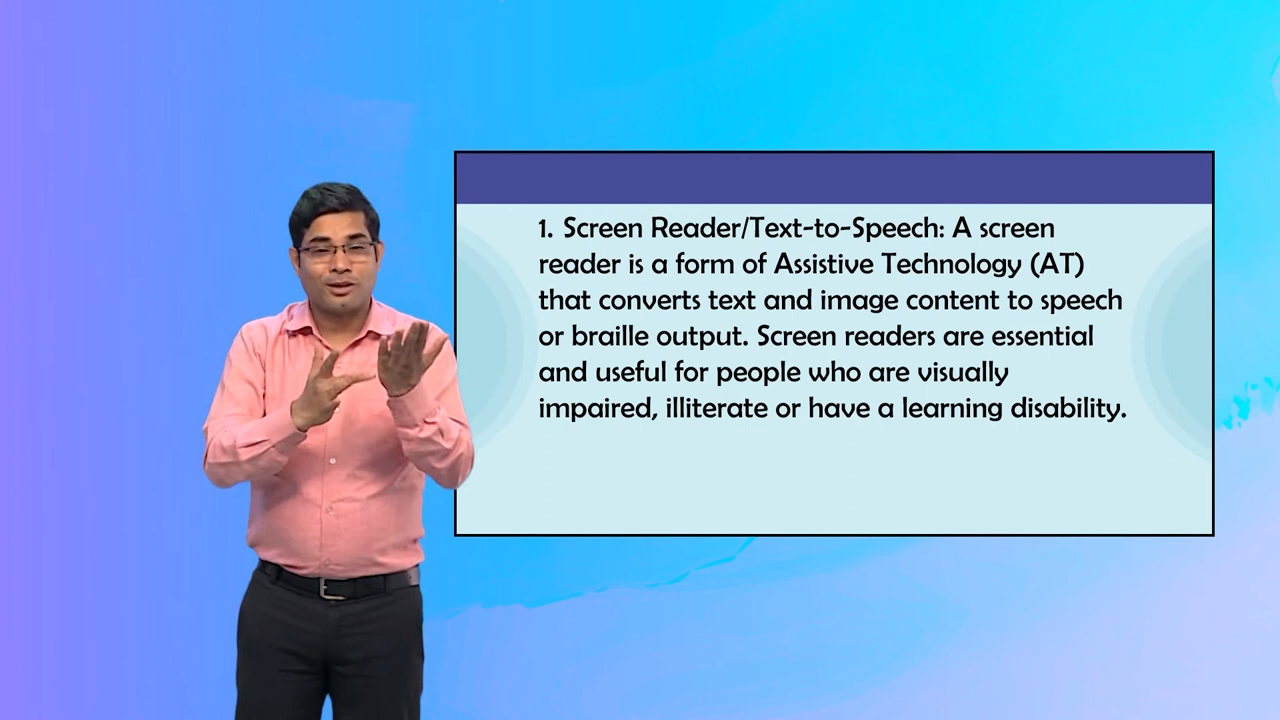 1. Screen Reader/Text-to-Speech: A screen
reader is a form of Assistive Technology (AT)
that converts text and image content to speech
or braille output. Screen readers are essential
and useful for people who are visually
impaired, illiterate or have a learning disability.